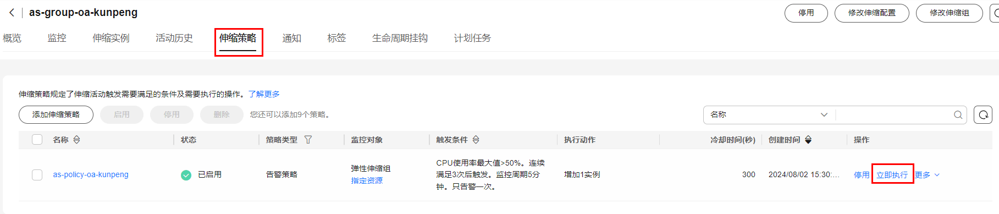 as-group-oa-kunpeng
停用 修改伸缩配置 修改伸缩组
概览 监控 伸缩实例 活动历史 伸缩策略 通知 标签 生命周期挂钩 计划任务
伸缩策略规定了伸缩活动触发需要满足的条件及需要执行的操作。了解更多
添加伸缩策略 启用 停用 删除 您还可以添加9个策略。 名称
名称 状态 策略类型 监控对象 触发条件 执行动作 冷却时间(秒) 创建时间 操作
as-policy-oa-kunpeng 已启用 告警策略 弹性伸缩组
指定资源
CPU使用率最大值>50%。连续
满足3次后触发。监控周期5分
钟。只告警一次。
增加1实例 300 2024/08/02 15:30:... 停用 立即执行 更多